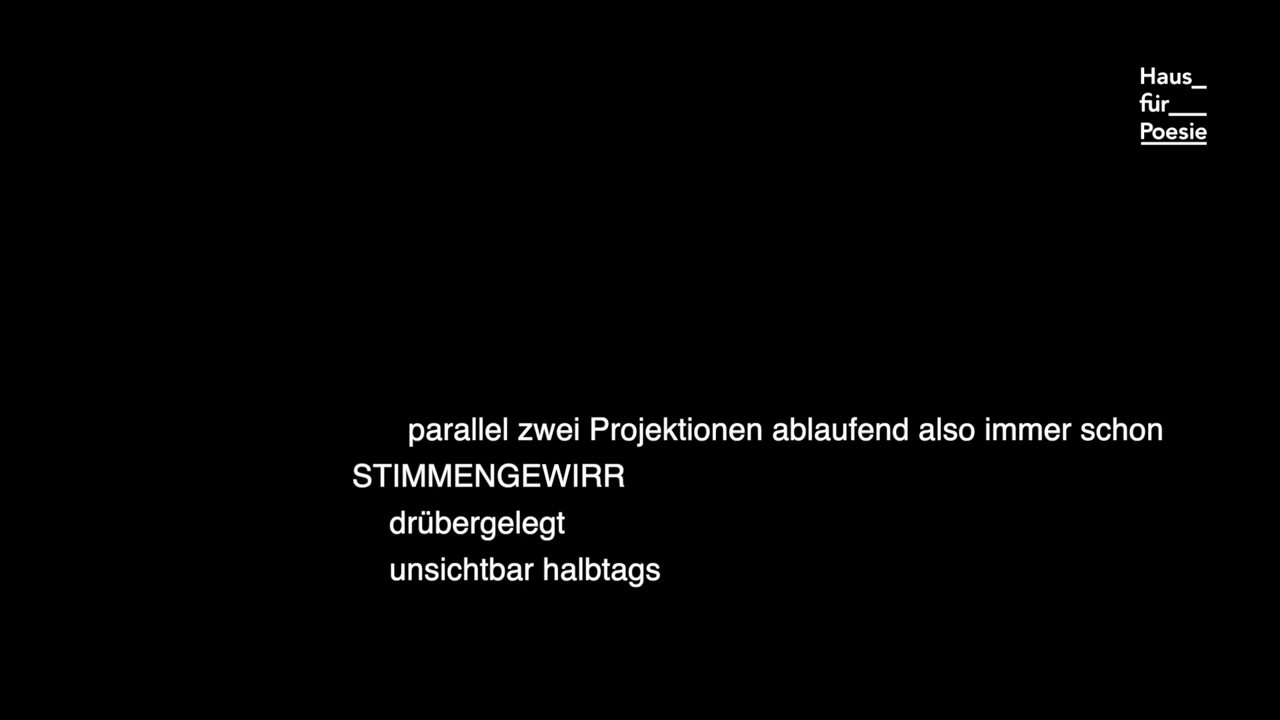 Haus_
für___
Poesie
parallel zwei Projektionen ablaufend also immer schon
STIMMENGEWIRR
drübergelegt
unsichtbar halbtags